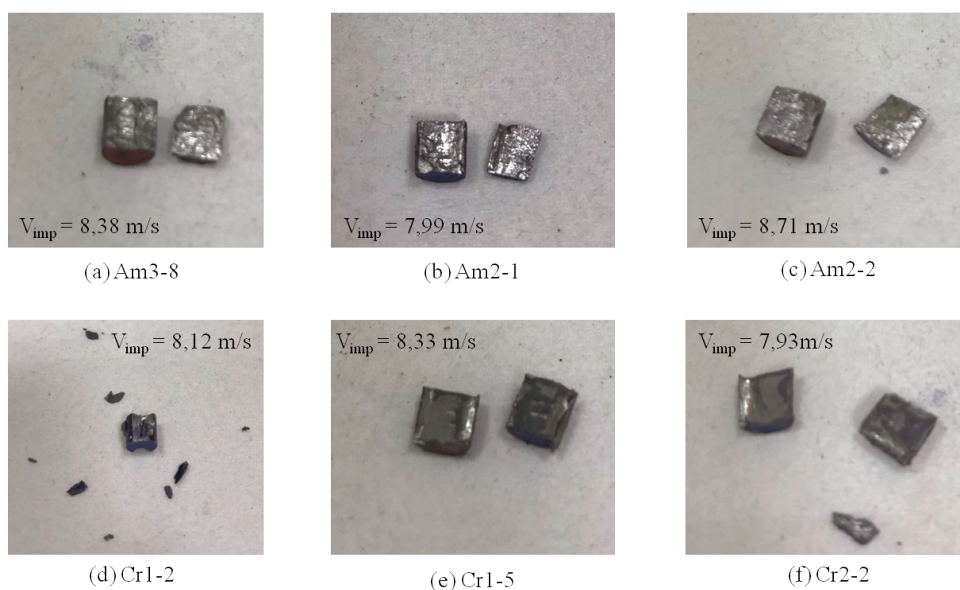 V_imp = 8,38 m/s
V_imp = 7,99 m/s
V_imp = 8,71 m/s
(a) Am3-8
(b) Am2-1
(c) Am2-2
V_imp = 8,12 m/s
V_imp = 8,33 m/s
V_imp = 7,93m/s
(d) Cr1-2
(e) Cr1-5
(f) Cr2-2